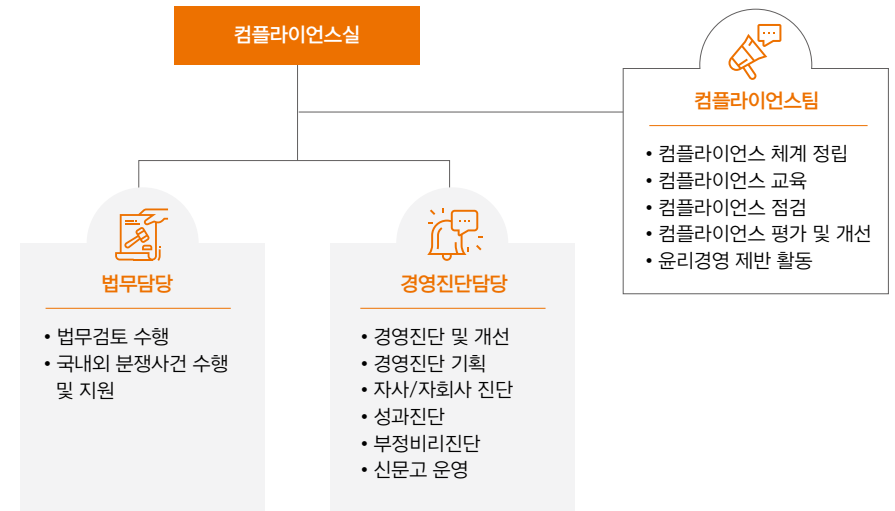 컴플라이언스실
컴플라이언스팀
• 컴플라이언스 체계 정립
• 컴플라이언스 교육
• 컴플라이언스 점검
• 컴플라이언스 평가 및 개선
• 윤리경영 제반 활동
법무담당
• 법무검토 수행
• 국내외 분쟁사건 수행
및 지원
경영진단담당
• 경영진단 및 개선
• 경영진단 기획
• 자사/자회사 진단
• 성과진단
• 부정비리진단
• 신문고 운영